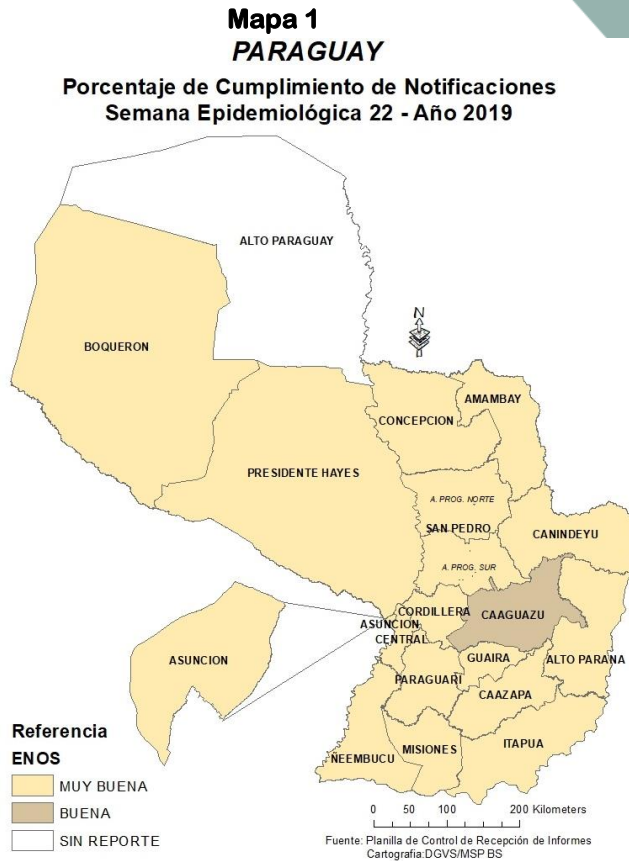 Mapa 1
PARAGUAY
Porcentaje de Cumplimiento de Notificaciones
Semana Epidemiológica 22 - Año 2019
ALTO PARAGUAY
BOQUERON
N
AMAMBAY
CONCEPCION
PRESIDENTE HAYES
A. PROG. NORTE
SAN PEDRO
CANINDEYU
A. PROG. SUR
CORDILLERA
CAAGUAZU
ASUNCION
CENTRAL
ASUNCION
GUAIRA
ALTO PARANA
PARAGUARI
CAAZAPA
ITAPUA
MISIONES
ÑEEMBUCU
Referencia
ENOS
MUY BUENA
BUENA
SIN REPORTE
0 50 100 200 Kilometers
Fuente: Planilla de Control de Recepción de Informes
Cartografia:DGVS/MSP BS